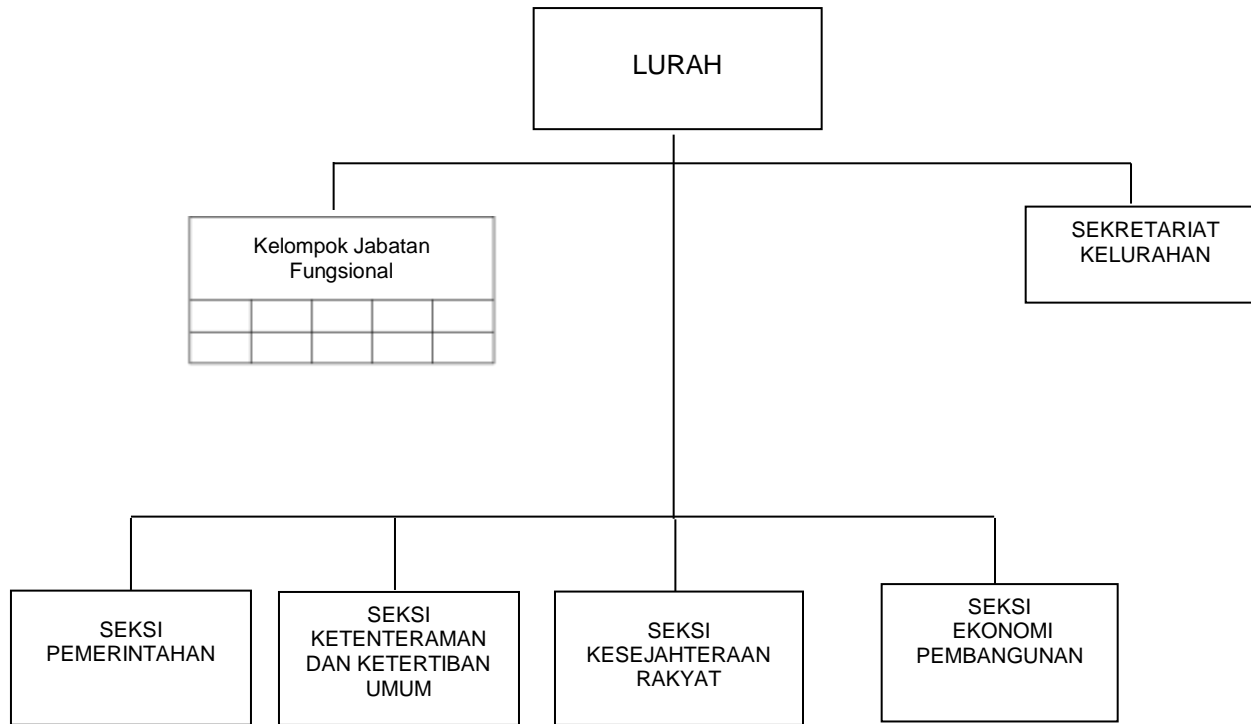 LURAH
Kelompok Jabatan
Fungsional
SEKRETARIAT
KELURAHAN
SEKSI
PEMERINTAHAN
SEKSI
KETENTERAMAN
DAN KETERTIBAN
UMUM
SEKSI
KESEJAHTERAAN
RAKYAT
SEKSI
EKONOMI
PEMBANGUNAN